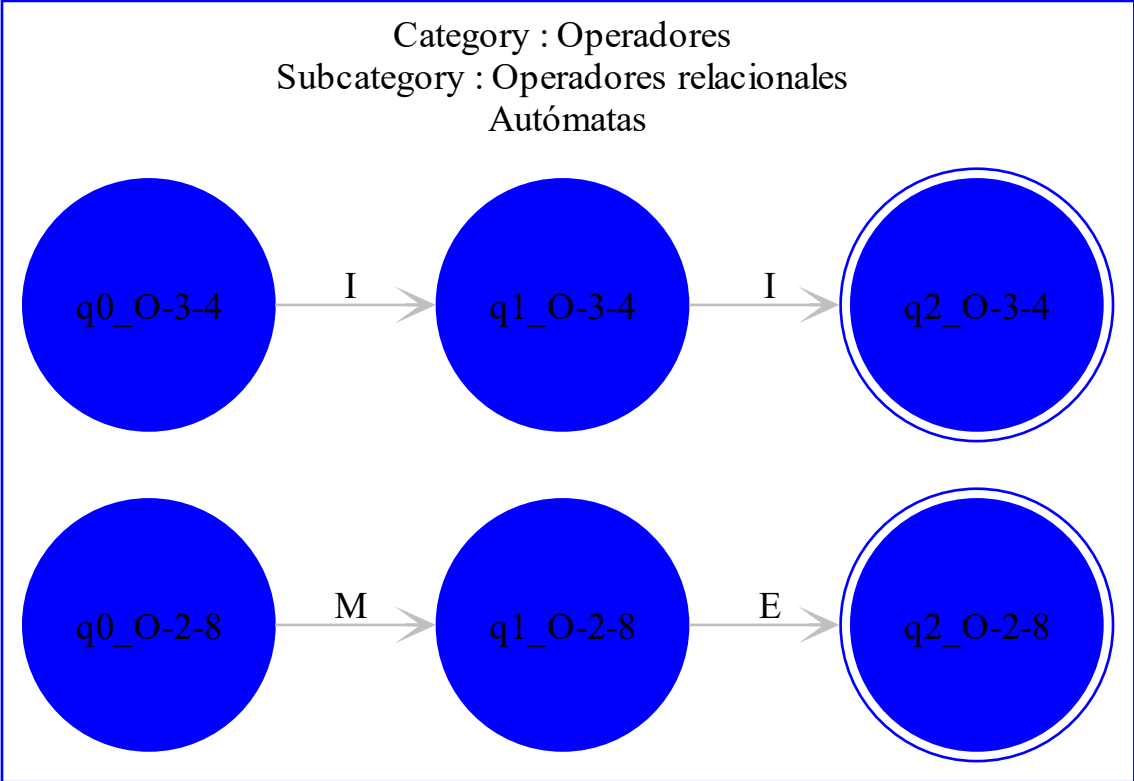 Category : Operadores
Subcategory : Operadores relacionales
Autómatas
q0_O-3-4
I
q1_O-3-4
I
q2_O-3-4
q0_O-2-8
M
q1_O-2-8
E
q2_O-2-8